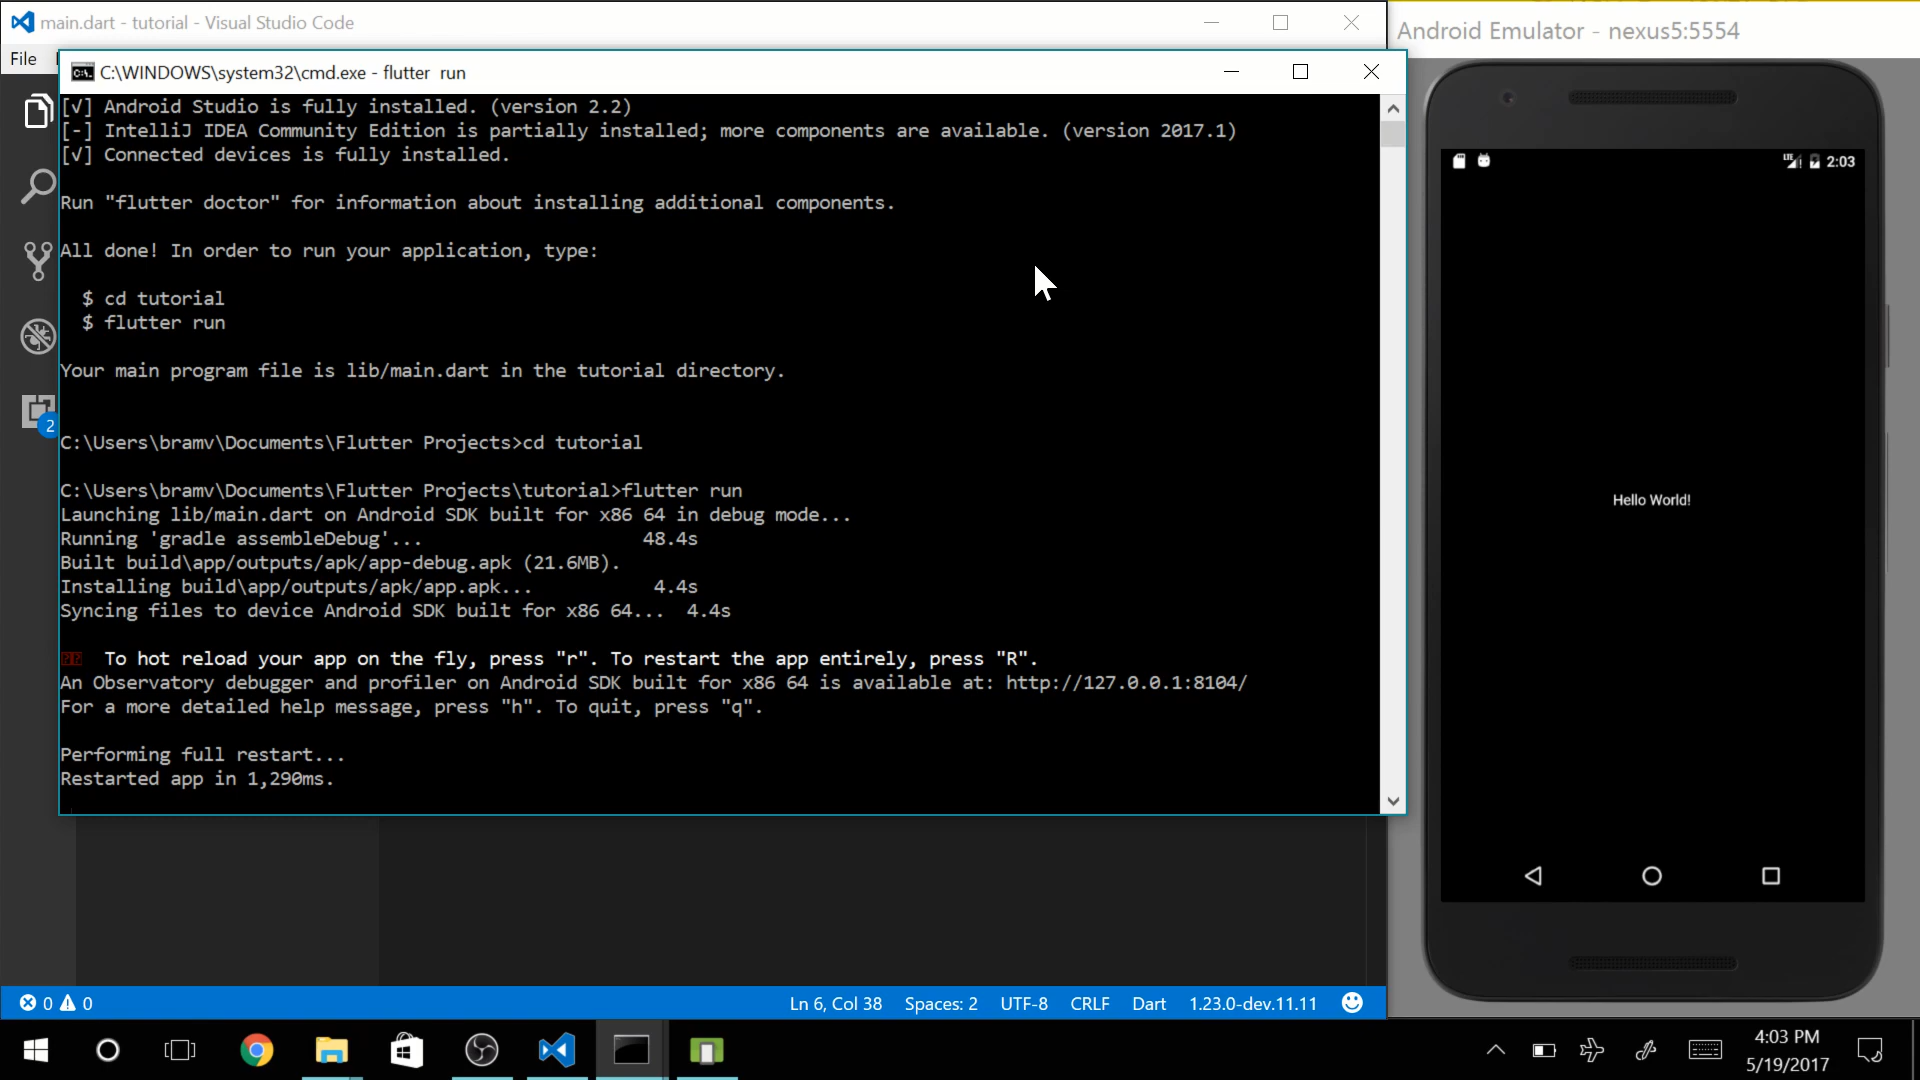 main.dart - tutorial - Visual Studio Code
File
C:\WINDOWS\system32\cmd.exe - flutter  run
[√] Android Studio is fully installed. (version 2.2)
[-] IntelliJ IDEA Community Edition is partially installed; more components are available. (version 2017.1)
[√] Connected devices is fully installed.
Run "flutter doctor" for information about installing additional components.
All done! In order to run your application, type:
$ cd tutorial
$ flutter run
Your main program file is lib/main.dart in the tutorial directory.
C:\Users\bramv\Documents\Flutter Projects>cd tutorial
C:\Users\bramv\Documents\Flutter Projects\tutorial>flutter run
Launching lib/main.dart on Android SDK built for x86 64 in debug mode...
Running 'gradle assembleDebug'... 48.4s
Built build\app/outputs/apk/app-debug.apk (21.6MB).
Installing build\app/outputs/apk/app.apk... 4.4s
Syncing files to device Android SDK built for x86 64... 4.4s
To hot reload your app on the fly, press "r". To restart the app entirely, press "R".
An Observatory debugger and profiler on Android SDK built for x86 64 is available at: http://127.0.0.1:8104/
For a more detailed help message, press "h". To quit, press "q".
Performing full restart...
Restarted app in 1,290ms.
2
0 0
Ln 6, Col 38 Spaces: 2 UTF-8 CRLF Dart 1.23.0-dev.11.11
Android Emulator - nexus5:5554
LTE 2:03
Hello World!
4:03 PM
5/19/2017